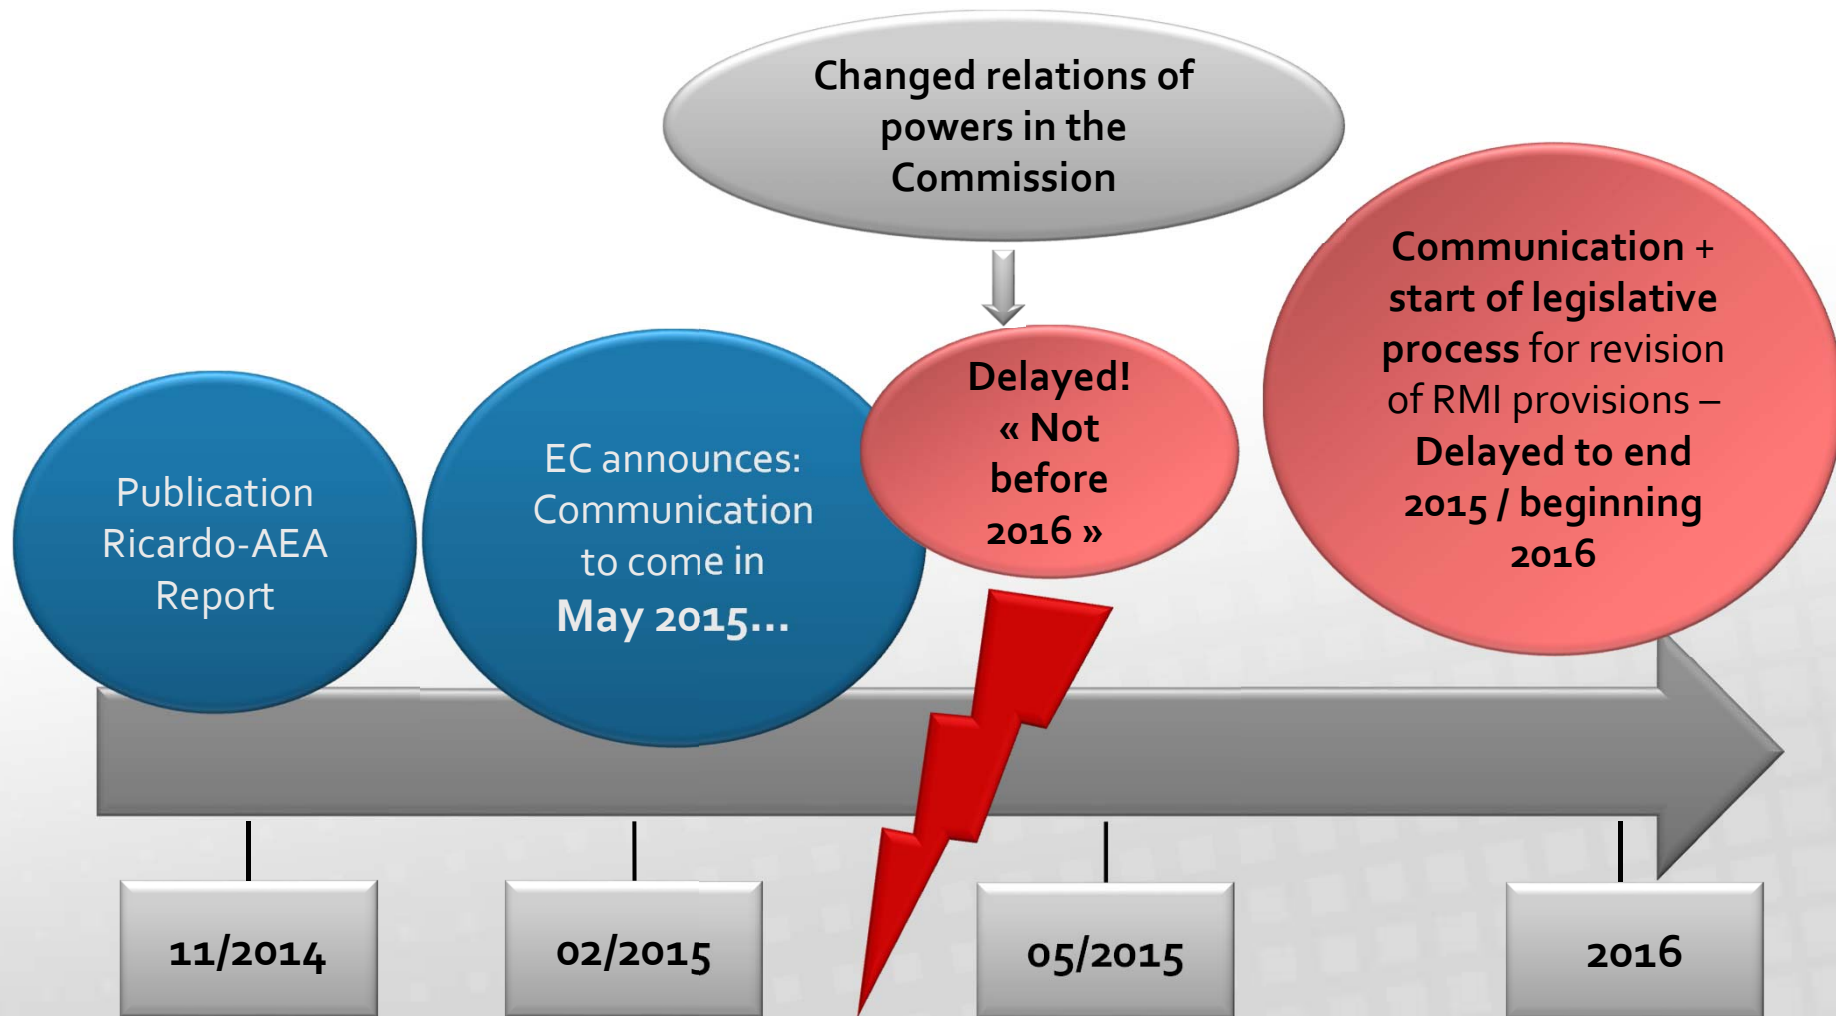 Changed relations of
powers in the
Commission
Publication
Ricardo-AEA
Report
EC announces:
Communication
to come in
May 2015...
Delayed!
« Not
before
2016 »
Communication +
start of legislative
process for revision
of RMI provisions –
Delayed to end
2015 / beginning
2016
11/2014
02/2015
05/2015
2016